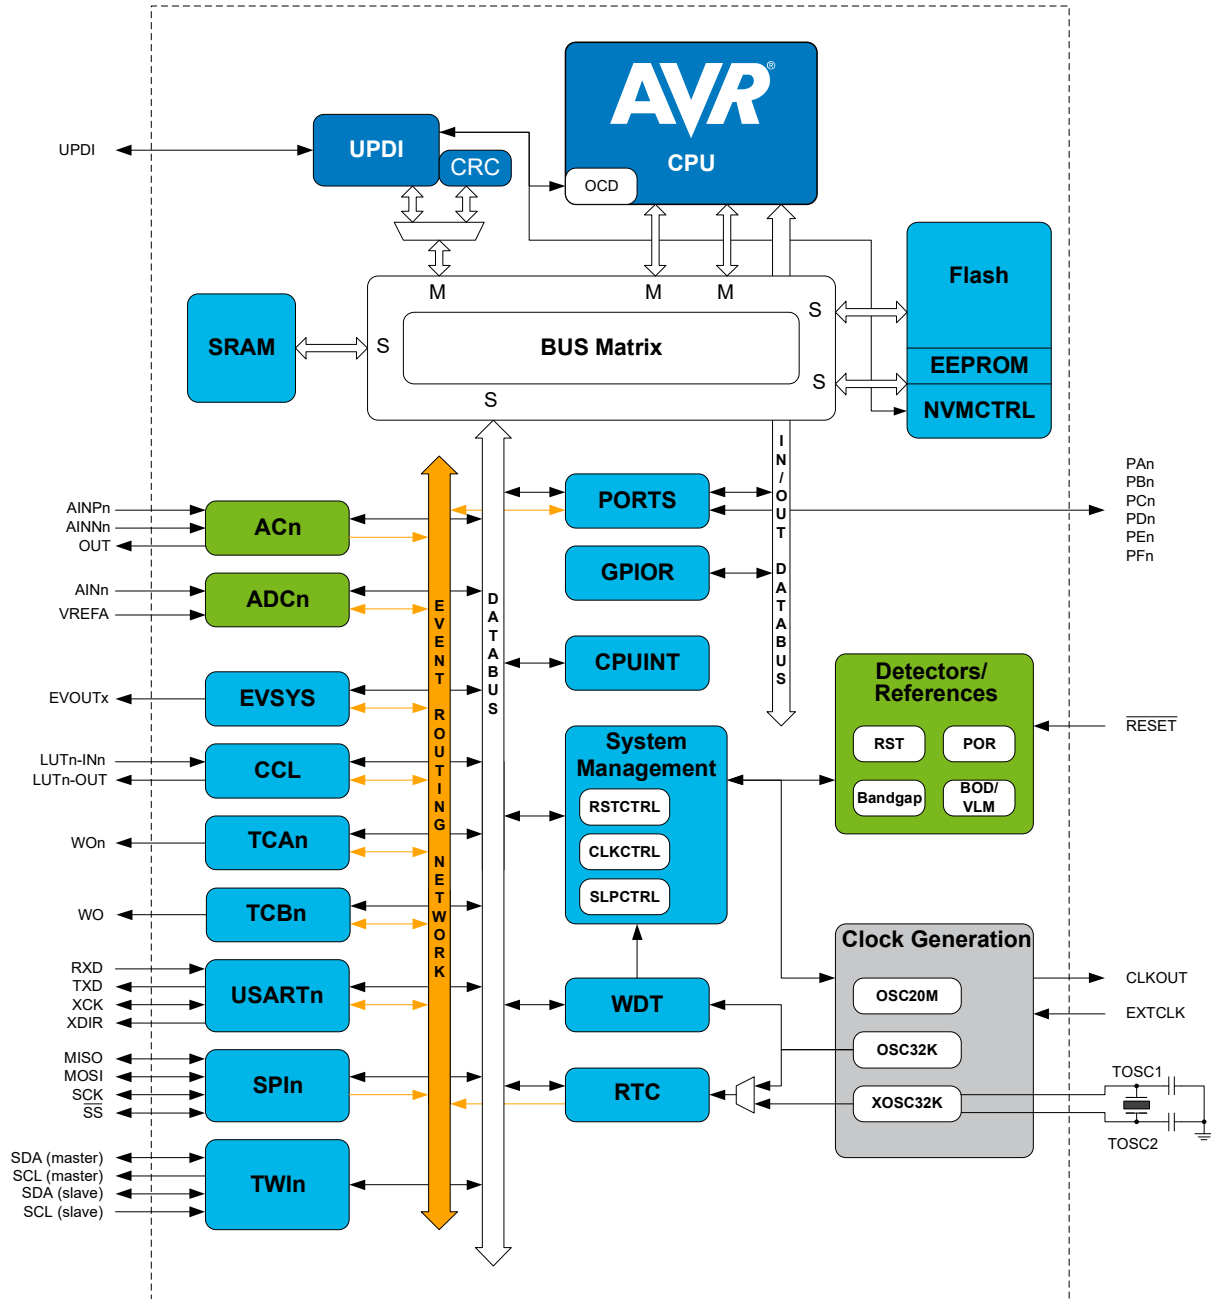 AVR®
CPU
OCD
UPDI
UPDI
CRC
M
M
M
Flash
EEPROM
NVMCTRL
SRAM
S
BUS Matrix
S
S
S
PAn
PBn
PCn
PDn
PEn
PFn
AINPn
AINNn
OUT
ACn
AINn
VREFA
ADCn
EVOUTx
EVSYS
LUTn-INn
LUTn-OUT
CCL
WOn
TCAn
WO
TCBn
RXD
TXD
XCK
XDIR
USARTn
MISO
MOSI
SCK
SS
SPIn
SDA (master)
SCL (master)
SDA (slave)
SCL (slave)
TWIn
EVENT ROUTING NETWORK
DATABUS
IN/OUT DATABUS
PORTS
GPIOR
CPUINT
System
Management
RSTCTRL
CLKCTRL
SLPCTRL
WDT
RTC
Detectors/
References
RST
POR
Bandgap
BOD/
VLM
RESET
Clock Generation
OSC20M
OSC32K
XOSC32K
CLKOUT
EXTCLK
TOSC1
TOSC2